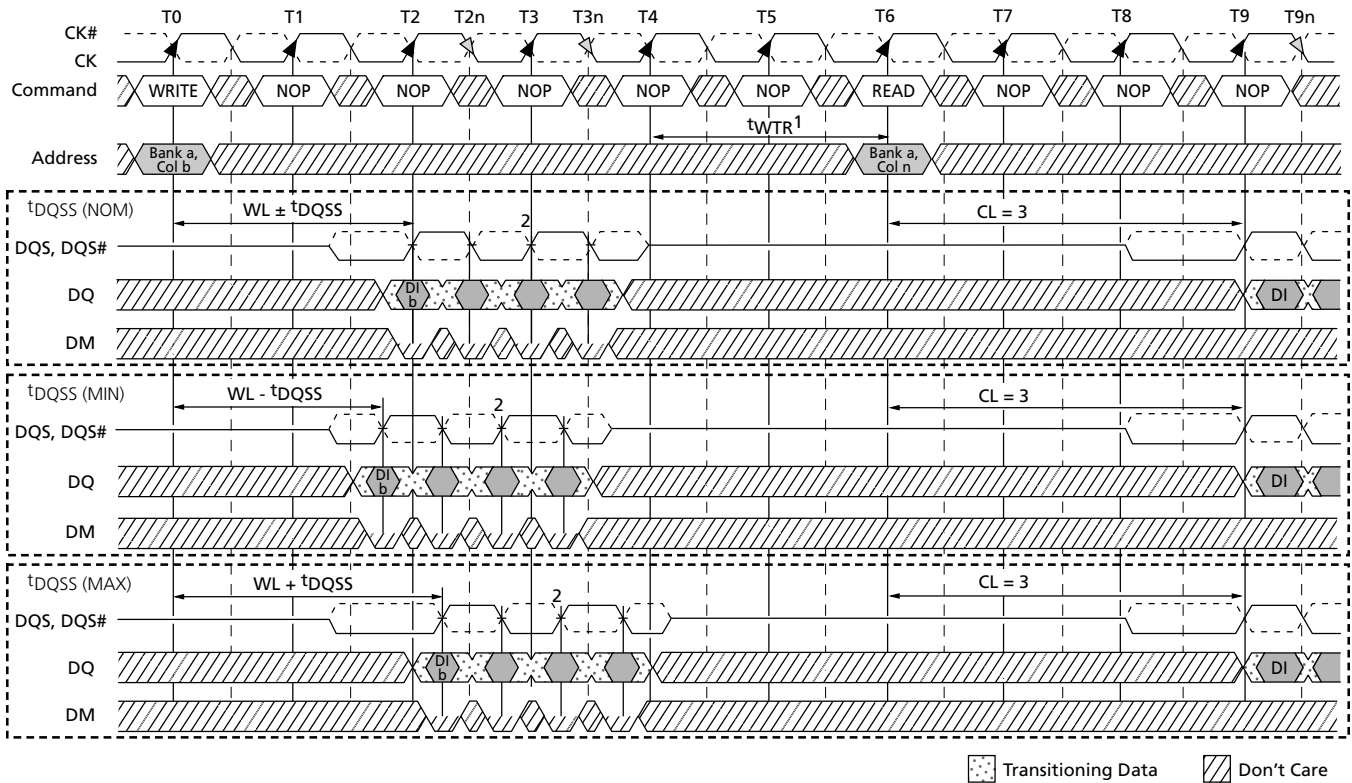 T0 T1 T2 T2n T3 T3n T4 T5 T6 T7 T8 T9 T9n
CK#
CK
Command WRITE NOP NOP NOP NOP NOP READ NOP NOP NOP
tWTR1
Address Bank a, Col b Bank a, Col n
tDQSS (NOM) WL ± tDQSS CL = 3
2
DQS, DQS#
DQ DI b DI
DM
tDQSS (MIN) WL - tDQSS CL = 3
2
DQS, DQS#
DQ DI b DI
DM
tDQSS (MAX) WL + tDQSS CL = 3
2
DQS, DQS#
DQ DI b DI
DM
Transitioning Data Don't Care